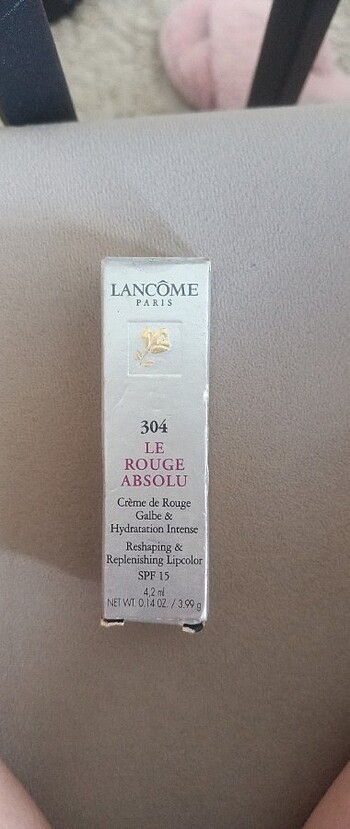 LANCÔME
PARIS
304
LE
ROUGE
ABSOLU
Crème de Rouge
Galbe &
Hydratation Intense
Reshaping &
Replenishing Lipcolor
SPF 15
4,2 ml
NET WT. 0.14 OZ. / 3.99 g